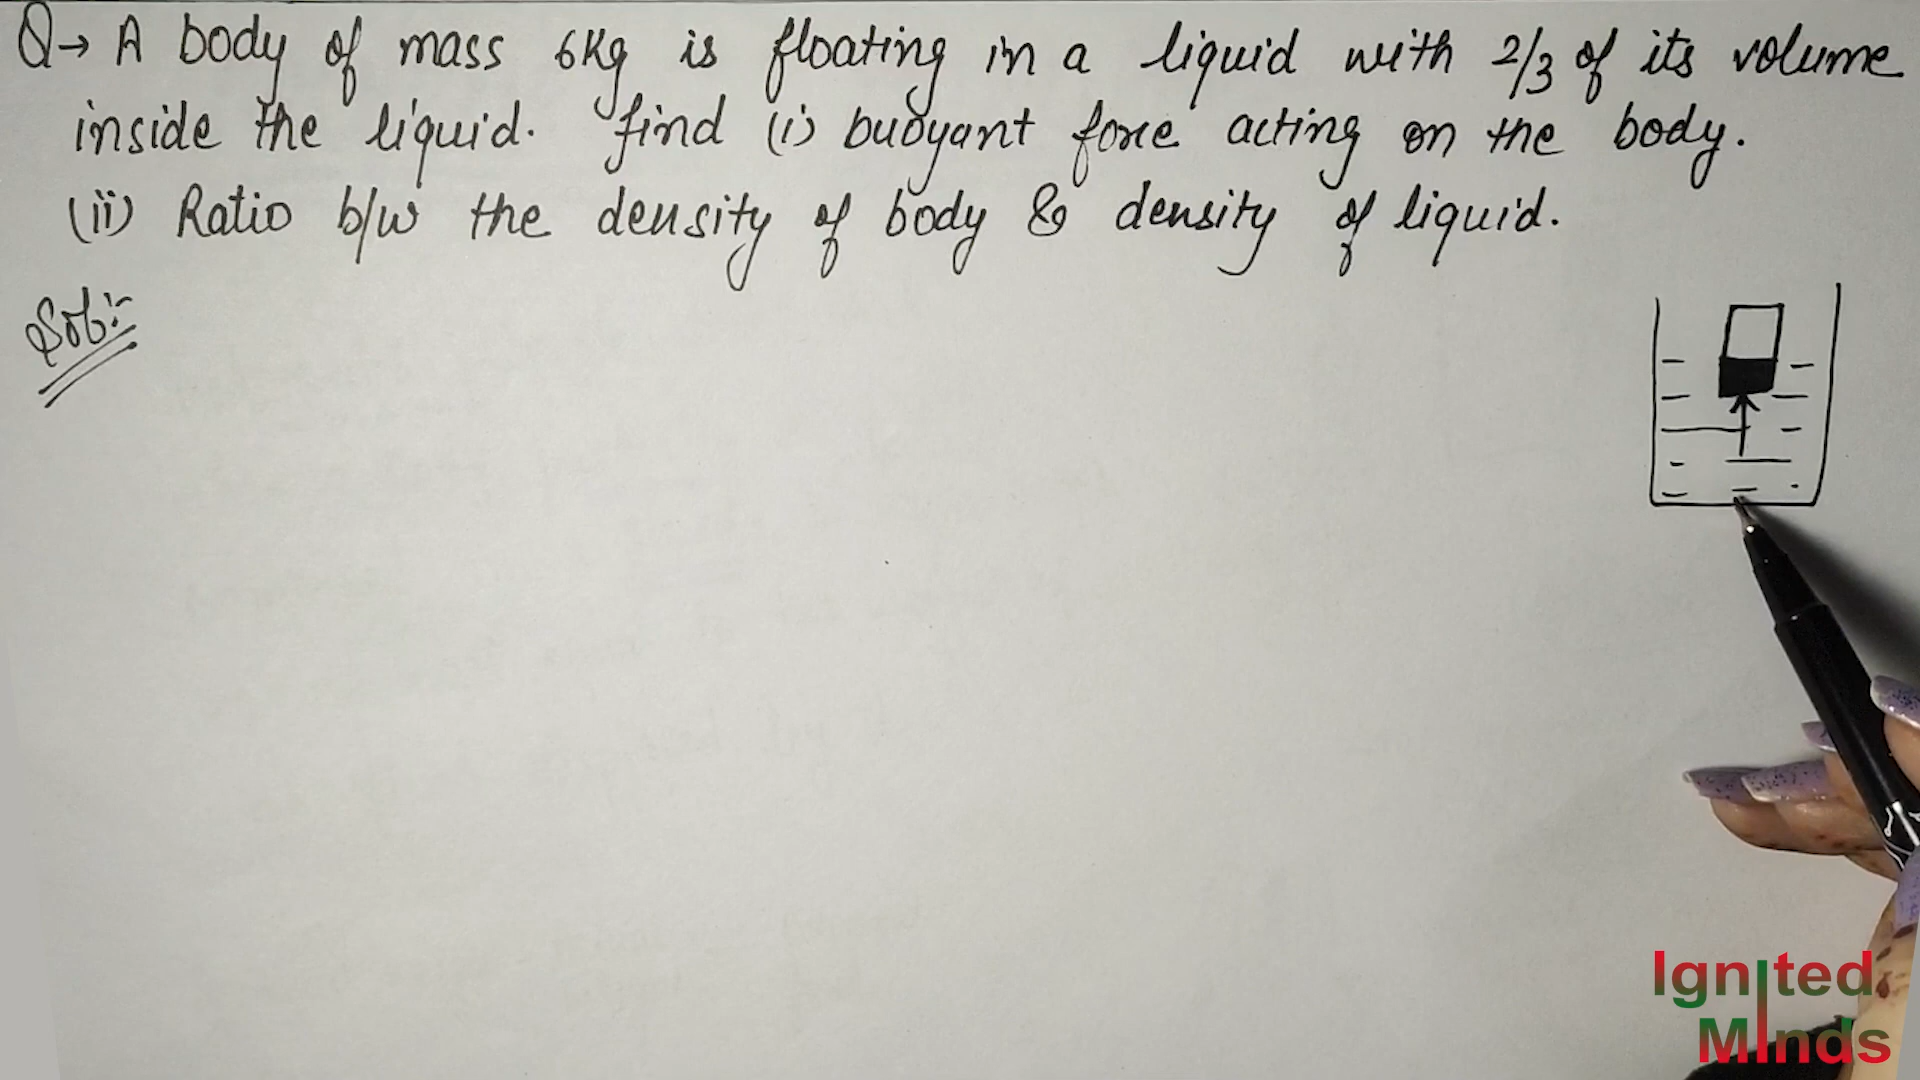 Q→ A body of mass 6Kg is floating in a liquid with 2/3 of its volume
inside the liquid. find (i) buoyant force acting on the body.
(ii) Ratio b/w the density of body & density of liquid.
Sol:-
Ignited
Minds